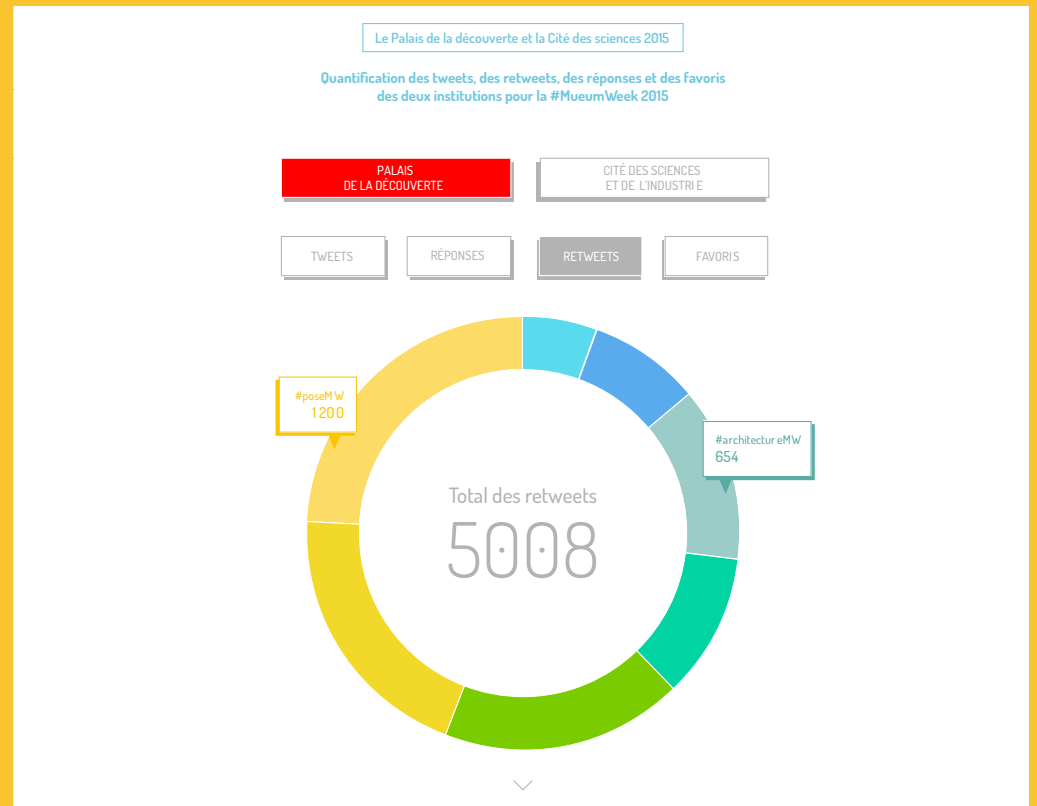 Le Palais de la découverte et la Cité des sciences 2015
Quantification des tweets, des retweets, des réponses et des favoris
des deux institutions pour la #MueumWeek 2015
PALAIS
DE LA DÉCOUVERTE
CITÉ DES SCIENCES
ET DE L'INDUSTRIE
TWEETS
RÉPONSES
RETWEETS
FAVORIS
#poseMW
1200
#architectureMW
654
Total des retweets
5008